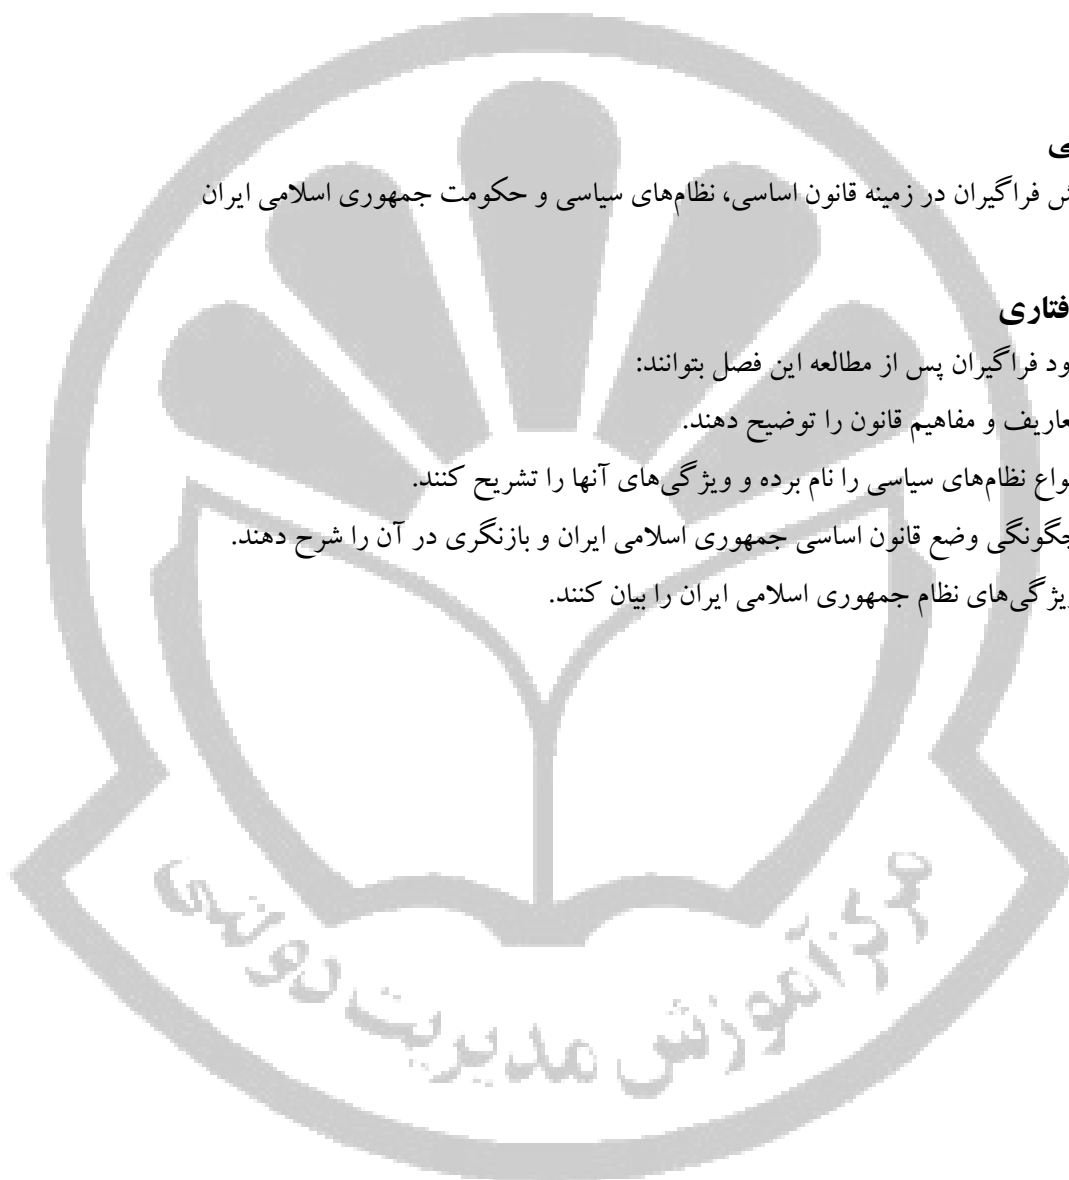 ی
ش فراگیران در زمینه قانون اساسی، نظام‌های سیاسی و حکومت جمهوری اسلامی ایران
فتاری
ود فراگیران پس از مطالعه این فصل بتوانند:
عاریف و مفاهیم قانون را توضیح دهند.
واع نظام‌های سیاسی را نام برده و ویژگی‌های آنها را تشریح کنند.
چگونگی وضع قانون اساسی جمهوری اسلامی ایران و بازنگری در آن را شرح دهند.
یژگی‌های نظام جمهوری اسلامی ایران را بیان کنند.
مرکز آموزش مدیریت دولتی